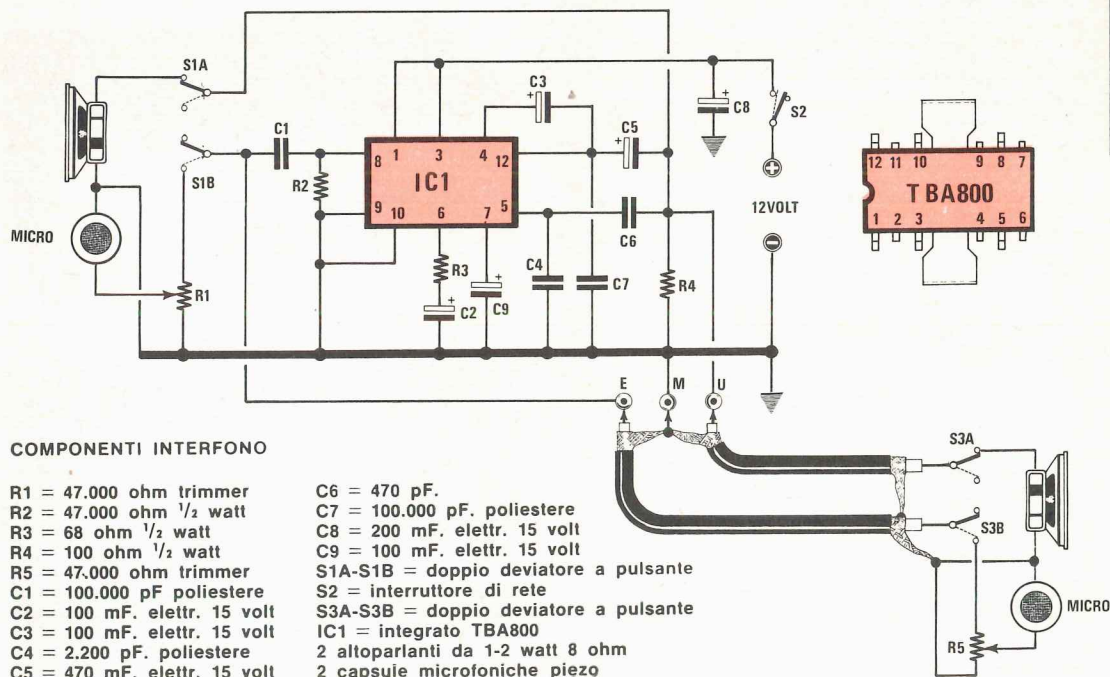 S1A
S1B
MICRO
R1
C1
R2
8 1 3 4 12
IC1
9 10 6 7 5
R3
C2
C9
C3
C5
C6
C4
C7
R4
C8
S2
+
12VOLT
-
12 11 10 9 8 7
TBA800
1 2 3 4 5 6
E M U
S3A
S3B
MICRO
R5
COMPONENTI INTERFONO
R1 = 47.000 ohm trimmer
R2 = 47.000 ohm 1/2 watt
R3 = 68 ohm 1/2 watt
R4 = 100 ohm 1/2 watt
R5 = 47.000 ohm trimmer
C1 = 100.000 pF poliestere
C2 = 100 mF. elettr. 15 volt
C3 = 100 mF. elettr. 15 volt
C4 = 2.200 pF. poliestere
C5 = 470 mF. elettr. 15 volt
C6 = 470 pF.
C7 = 100.000 pF. poliestere
C8 = 200 mF. elettr. 15 volt
C9 = 100 mF. elettr. 15 volt
S1A-S1B = doppio deviatore a pulsante
S2 = interruttore di rete
S3A-S3B = doppio deviatore a pulsante
IC1 = integrato TBA800
2 altoparlanti da 1-2 watt 8 ohm
2 capsule microfoniche piezo